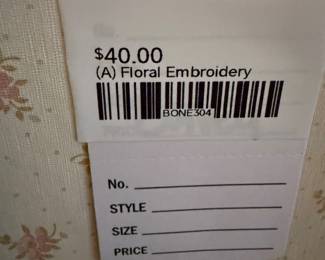 $40.00
(A) Floral Embroidery
BONE304
No.
STYLE
SIZE
PRICE